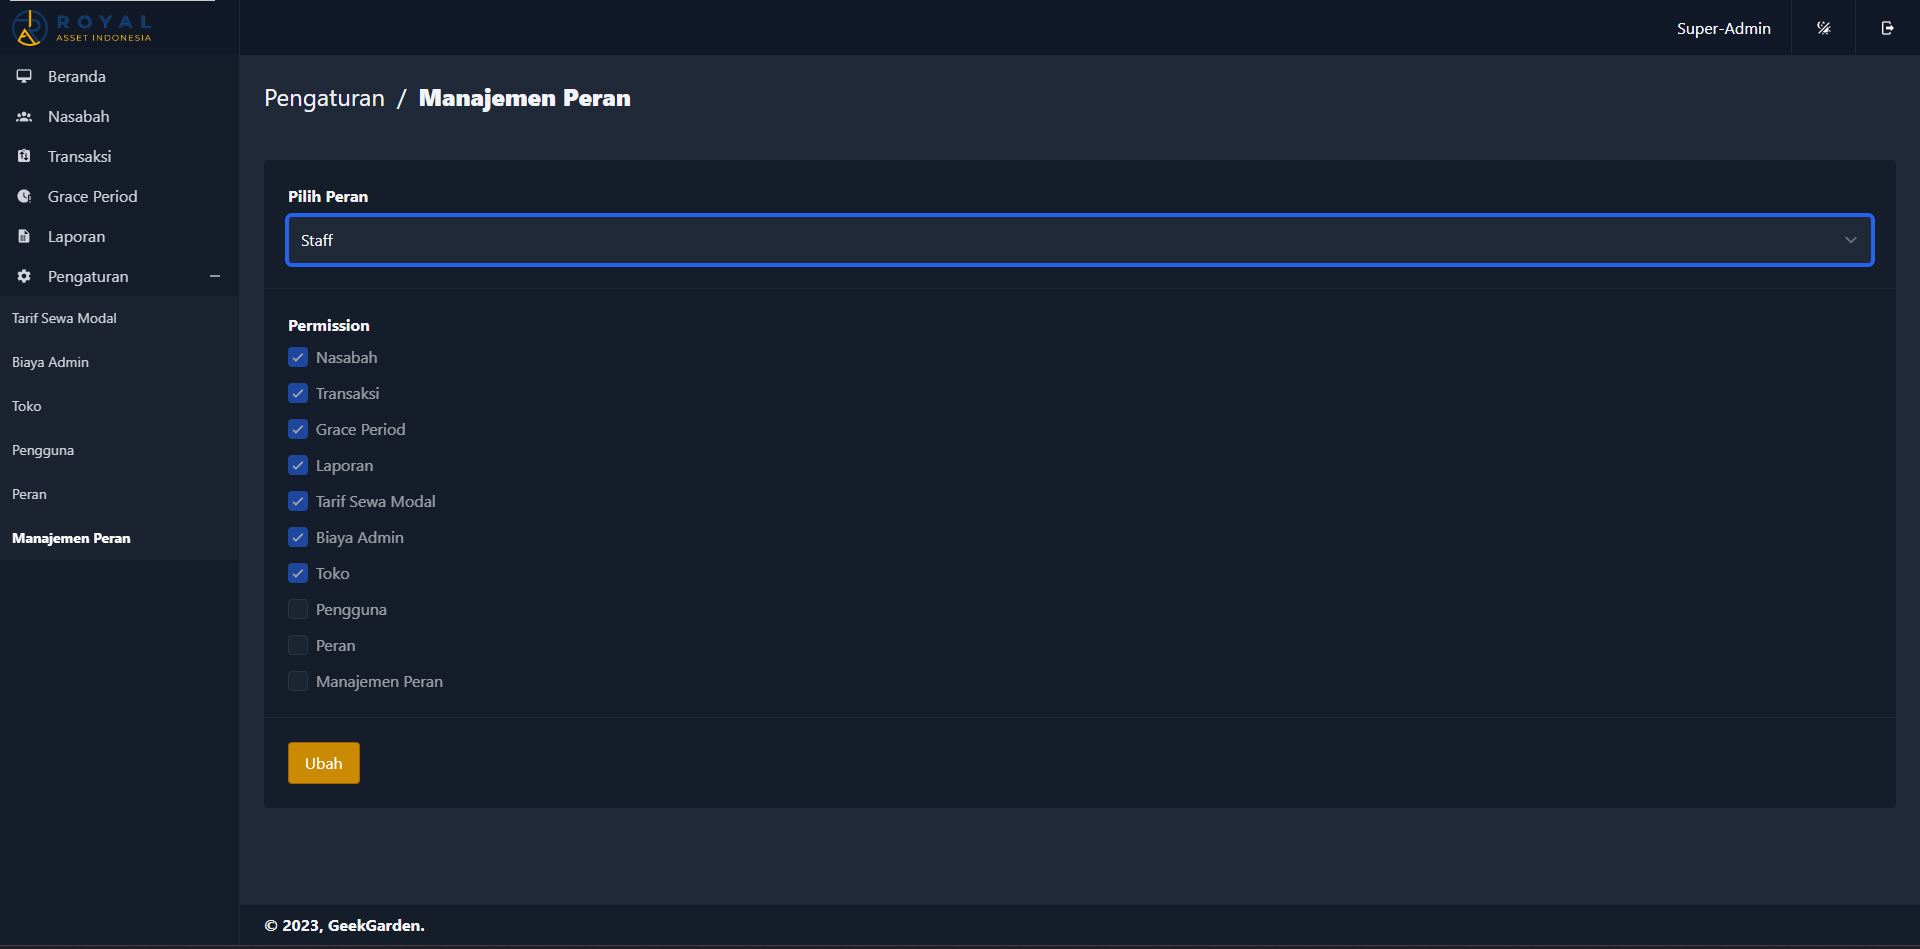 ROYAL
ASSET INDONESIA
Super-Admin
Beranda
Nasabah
Transaksi
Grace Period
Laporan
Pengaturan
Tarif Sewa Modal
Biaya Admin
Toko
Pengguna
Peran
Manajemen Peran
Pengaturan / Manajemen Peran
Pilih Peran
Staff
Permission
Nasabah
Transaksi
Grace Period
Laporan
Tarif Sewa Modal
Biaya Admin
Toko
Pengguna
Peran
Manajemen Peran
Ubah
© 2023, GeekGarden.